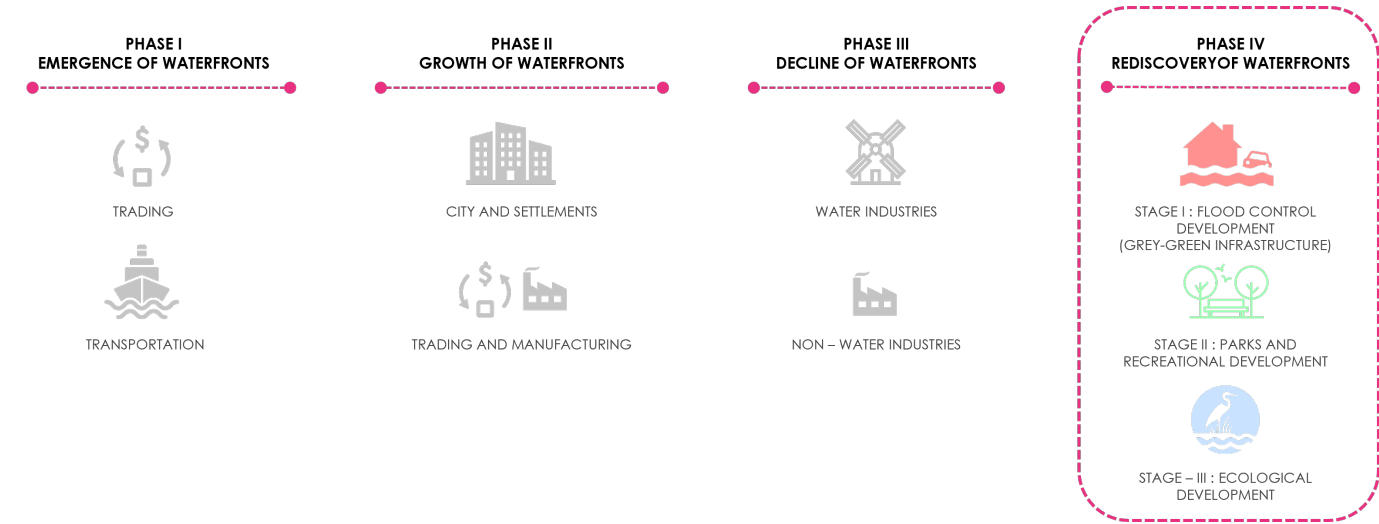 PHASE I
EMERGENCE OF WATERFRONTS
$
TRADING
TRANSPORTATION
PHASE II
GROWTH OF WATERFRONTS
CITY AND SETTLEMENTS
$
TRADING AND MANUFACTURING
PHASE III
DECLINE OF WATERFRONTS
WATER INDUSTRIES
NON – WATER INDUSTRIES
PHASE IV
REDISCOVERYOF WATERFRONTS
STAGE I : FLOOD CONTROL
DEVELOPMENT
(GREY-GREEN INFRASTRUCTURE)
STAGE II : PARKS AND
RECREATIONAL DEVELOPMENT
STAGE – III : ECOLOGICAL
DEVELOPMENT